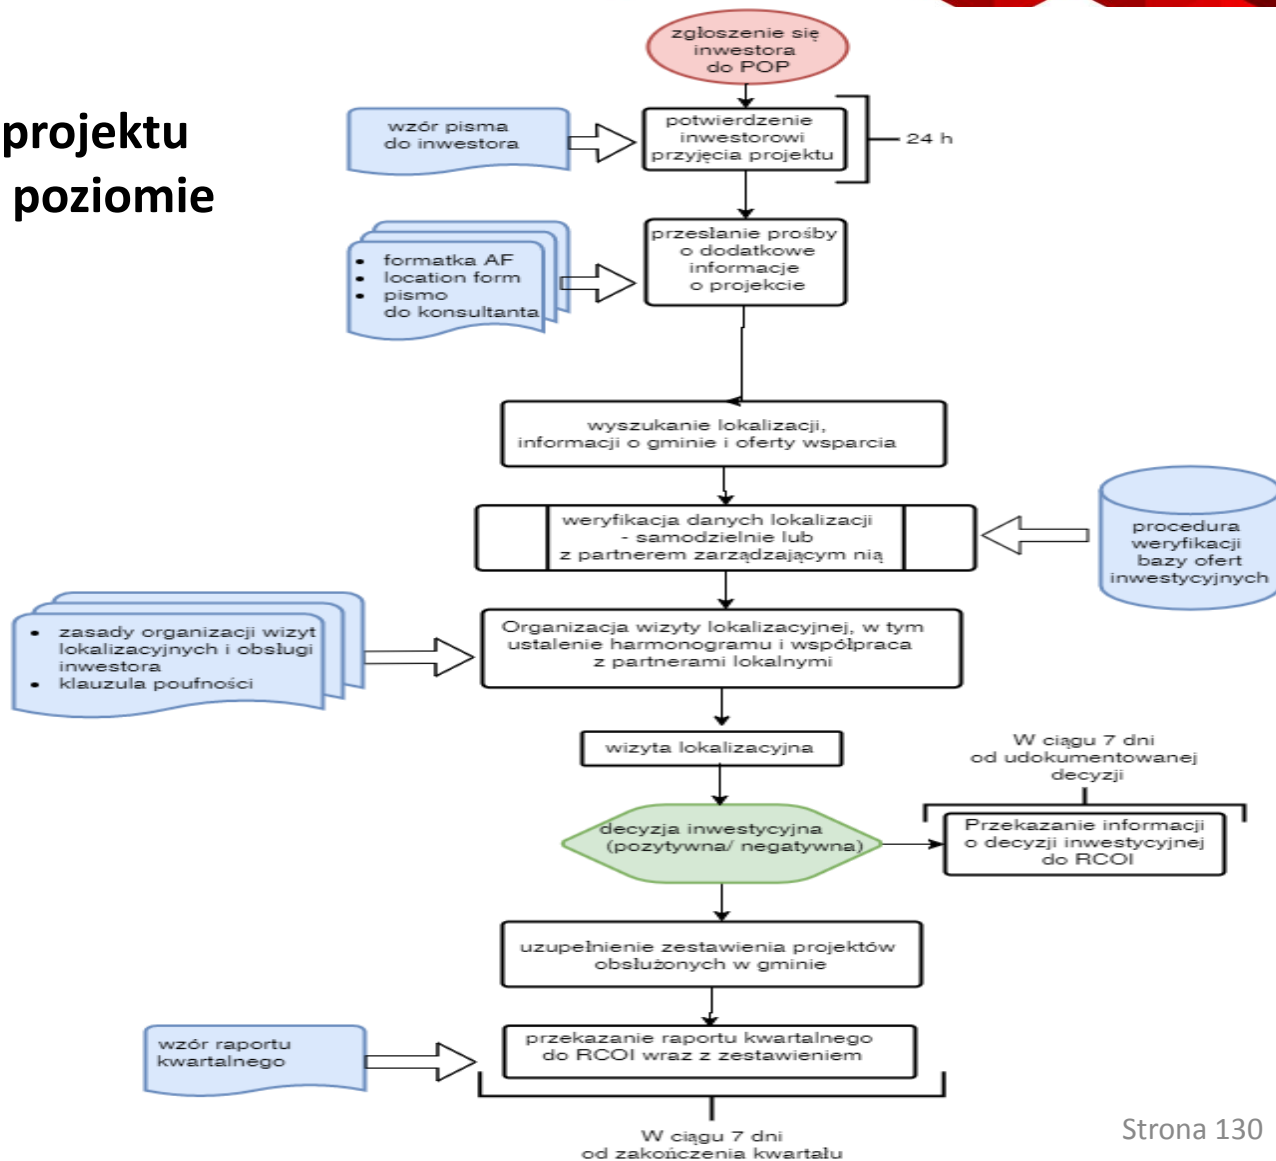 zgłoszenie się
inwestora
do POP
projektu
poziomie
wzór pisma
do inwestora
potwierdzenie
inwestorowi
przyjęcia projektu
24 h
• formatka AF
• location form
• pismo
do konsultanta
przesłanie prośby
o dodatkowe
informacje
o projekcie
wyszukanie lokalizacji,
informacji o gminie i oferty wsparcia
weryfikacja danych lokalizacji
- samodzielnie lub
z partnerem zarządzającym nią
procedura
weryfikacji
bazy ofert
inwestycyjnych
• zasady organizacji wizyt
lokalizacyjnych i obsługi
inwestora
• klauzula poufności
Organizacja wizyty lokalizacyjnej, w tym
ustalenie harmonogramu i współpraca
z partnerami lokalnymi
wizyta lokalizacyjna
W ciągu 7 dni
od udokumentowanej
decyzji
decyzja inwestycyjna
(pozytywna/ negatywna)
Przekazanie informacji
o decyzji inwestycyjnej
do RCOI
uzupełnienie zestawienia projektów
obsłużonych w gminie
wzór raportu
kwartalnego
przekazanie raportu kwartalnego
do RCOI wraz z zestawieniem
W ciągu 7 dni
od zakończenia kwartału
Strona 130